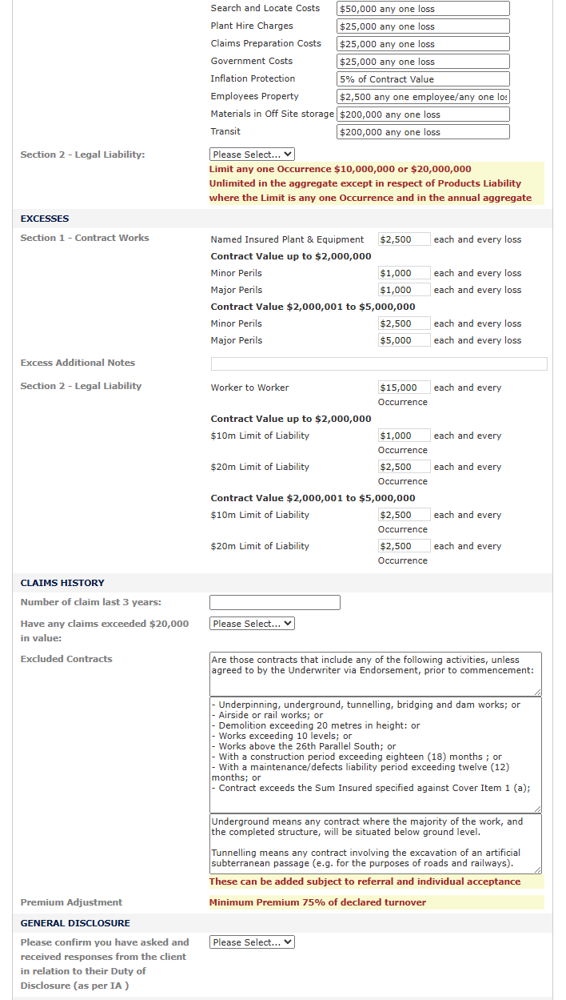 Search and Locate Costs $50,000 any one loss
Plant Hire Charges $25,000 any one loss
Claims Preparation Costs $25,000 any one loss
Government Costs $25,000 any one loss
Inflation Protection 5% of Contract Value
Employees Property $2,500 any one employee/any one los
Materials in Off Site storage $200,000 any one loss
Transit $200,000 any one loss
Section 2 - Legal Liability: Please Select...
Limit any one Occurrence $10,000,000 or $20,000,000
Unlimited in the aggregate except in respect of Products Liability
where the Limit is any one Occurrence and in the annual aggregate
EXCESSES
Section 1 - Contract Works Named Insured Plant & Equipment $2,500 each and every loss
Contract Value up to $2,000,000
Minor Perils $1,000 each and every loss
Major Perils $1,000 each and every loss
Contract Value $2,000,001 to $5,000,000
Minor Perils $2,500 each and every loss
Major Perils $5,000 each and every loss
Excess Additional Notes
Section 2 - Legal Liability Worker to Worker $15,000 each and every
Occurrence
Contract Value up to $2,000,000
$10m Limit of Liability $1,000 each and every
Occurrence
$20m Limit of Liability $2,500 each and every
Occurrence
Contract Value $2,000,001 to $5,000,000
$10m Limit of Liability $2,500 each and every
Occurrence
$20m Limit of Liability $2,500 each and every
Occurrence
CLAIMS HISTORY
Number of claim last 3 years:
Have any claims exceeded $20,000 Please Select...
in value:
Excluded Contracts Are those contracts that include any of the following activities, unless
agreed to by the Underwriter via Endorsement, prior to commencement:
- Underpinning, underground, tunnelling, bridging and dam works; or
- Airside or rail works; or
- Demolition exceeding 20 metres in height: or
- Works exceeding 10 levels; or
- Works above the 26th Parallel South; or
- With a construction period exceeding eighteen (18) months ; or
- With a maintenance/defects liability period exceeding twelve (12)
months; or
- Contract exceeds the Sum Insured specified against Cover Item 1 (a);
Underground means any contract where the majority of the work, and
the completed structure, will be situated below ground level.
Tunnelling means any contract involving the excavation of an artificial
subterranean passage (e.g. for the purposes of roads and railways).
These can be added subject to referral and individual acceptance
Premium Adjustment Minimum Premium 75% of declared turnover
GENERAL DISCLOSURE
Please confirm you have asked and Please Select...
received responses from the client
in relation to their Duty of
Disclosure (as per IA )